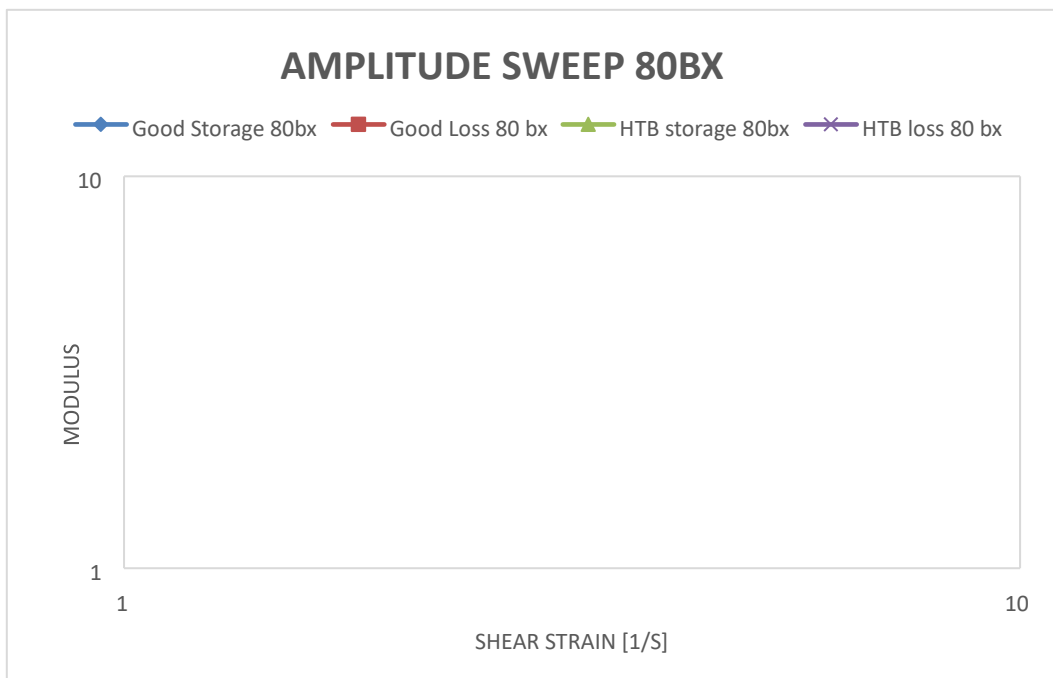 AMPLITUDE SWEEP 80BX
Good Storage 80bx Good Loss 80 bx HTB storage 80bx HTB loss 80 bx
10
MODULUS
1
1 10
SHEAR STRAIN [1/S]